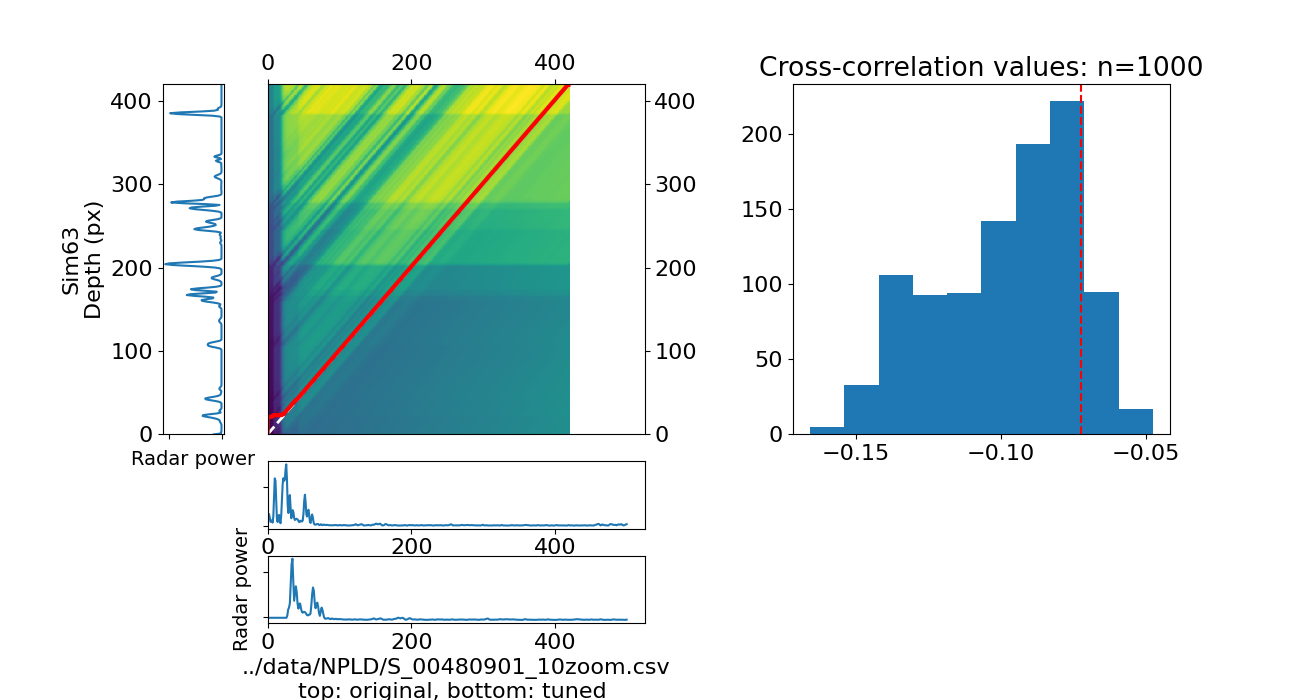 Cross-correlation values: n=1000
0 200 400
400
300
200
100
0
Sim63
Depth (px)
Radar power
400
300
200
100
0
200
150
100
50
0
−0.15 −0.10 −0.05
0 200 400
Radar power
0 200 400
../data/NPLD/S_00480901_10zoom.csv
top: original, bottom: tuned